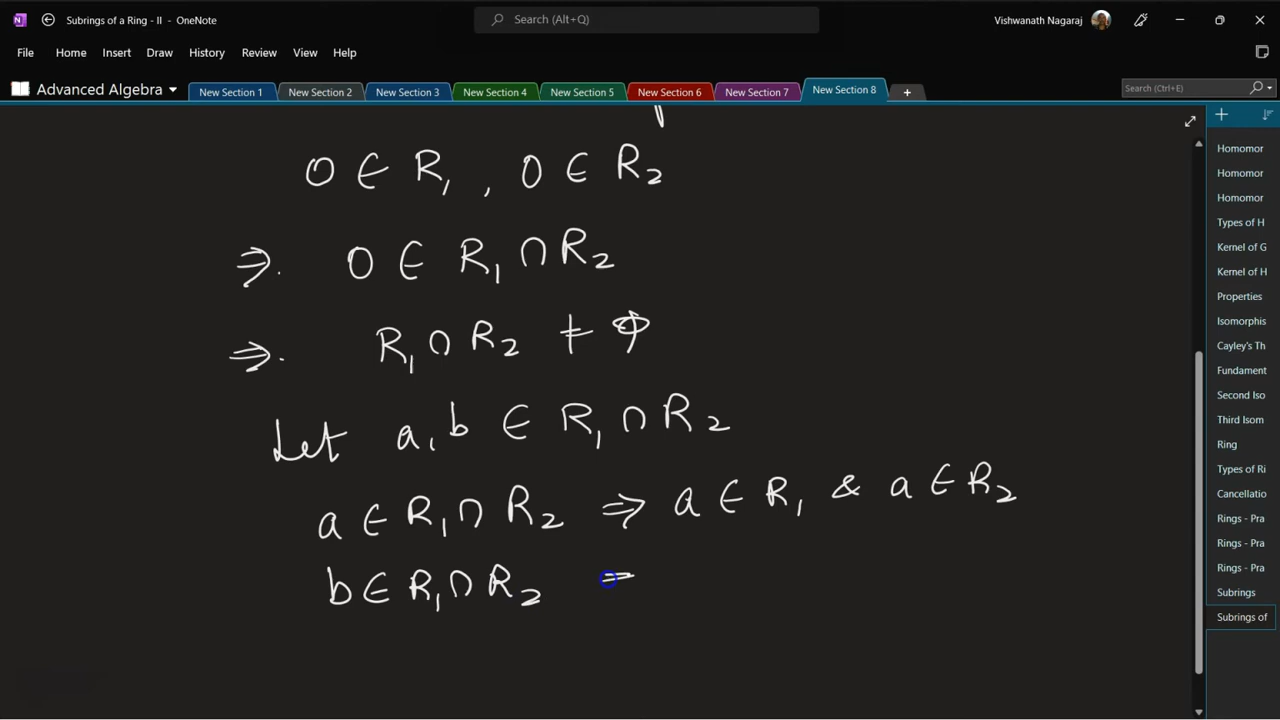 Subrings of a Ring - II - OneNote
Search (Alt+Q)
Vishwanath Nagaraj
File Home Insert Draw History Review View Help
Advanced Algebra
New Section 1 New Section 2 New Section 3 New Section 4 New Section 5 New Section 6 New Section 7 New Section 8 +
Search (Ctrl+E)
0 ∈ R₁ , 0 ∈ R₂
⇒. 0 ∈ R₁ ∩ R₂
⇒. R₁ ∩ R₂ ≠ φ
Let a, b ∈ R₁ ∩ R₂
a ∈ R₁ ∩ R₂ ⇒ a ∈ R₁ & a ∈ R₂
b ∈ R₁ ∩ R₂ =
Homomor
Homomor
Homomor
Types of H
Kernel of G
Kernel of H
Properties
Isomorphis
Cayley's Th
Fundament
Second Iso
Third Isom
Ring
Types of Ri
Cancellatio
Rings - Pra
Rings - Pra
Rings - Pra
Subrings
Subrings of